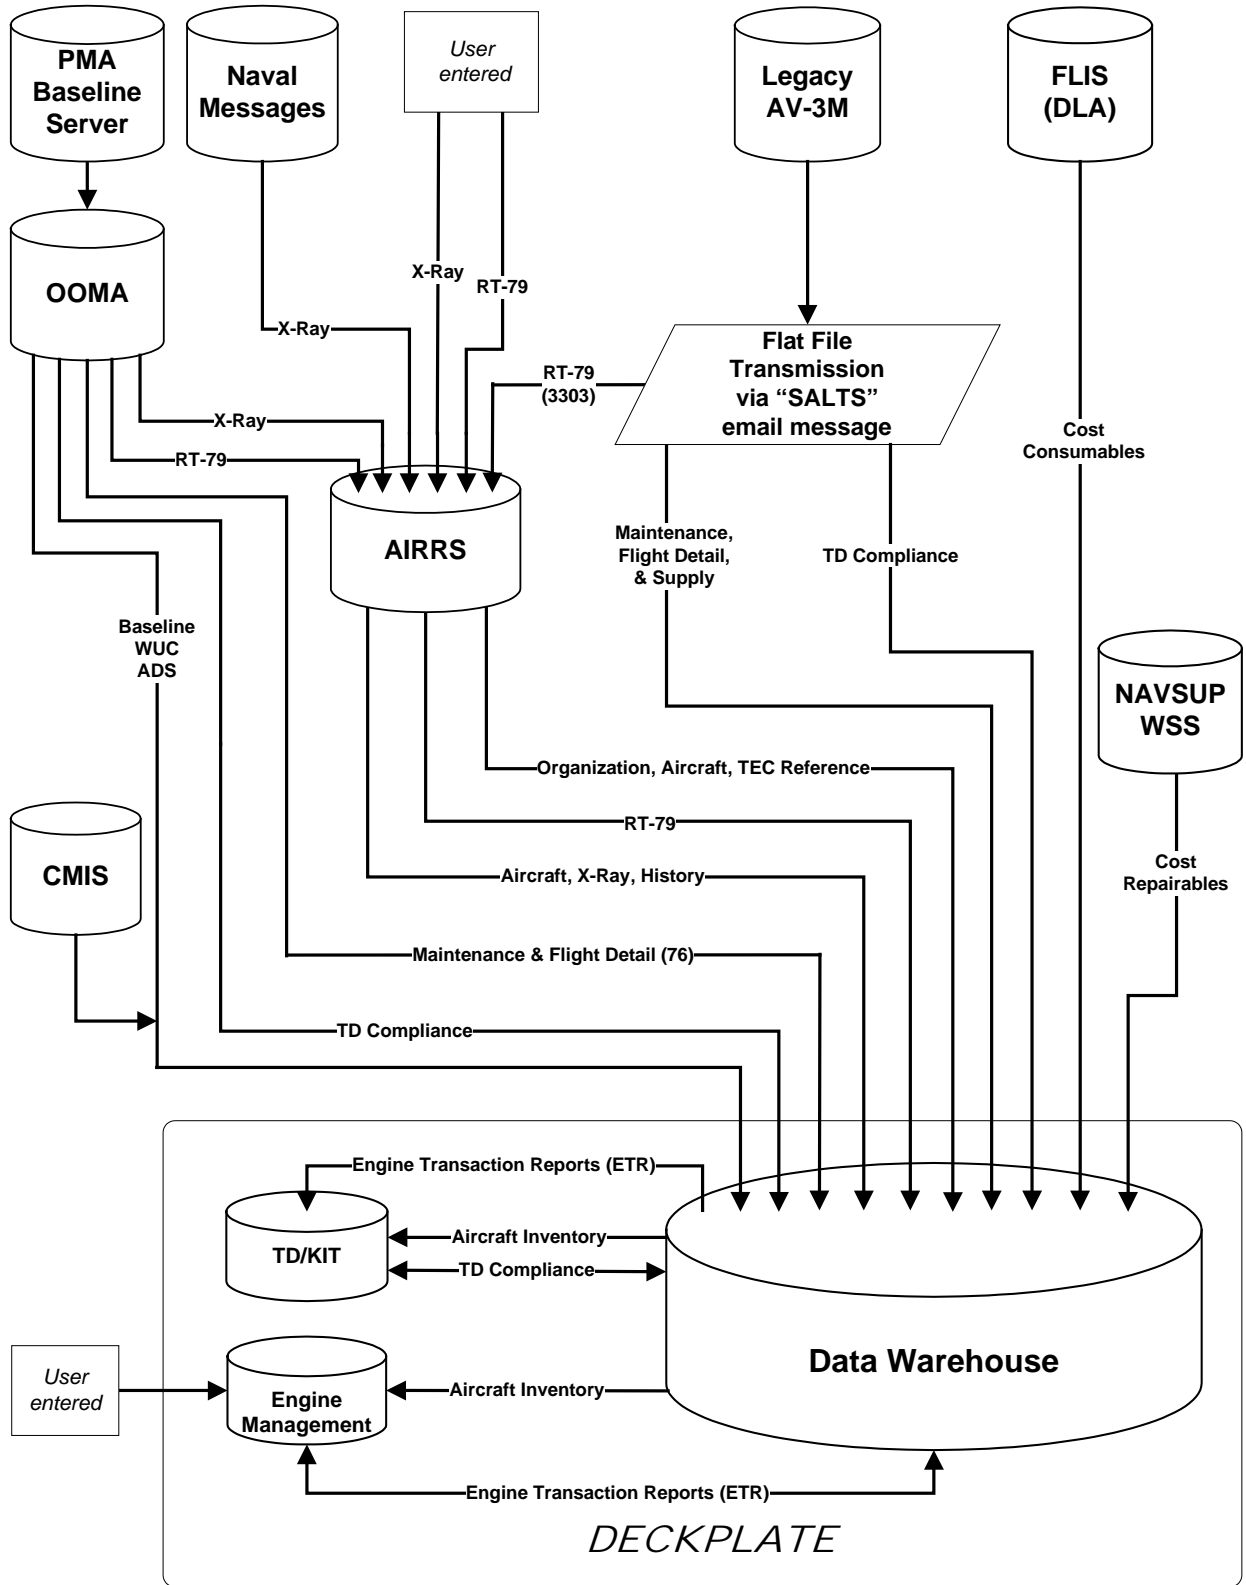 PMA
Baseline
Server
Naval
Messages
User
entered
Legacy
AV-3M
FLIS
(DLA)
OOMA
X-Ray
RT-79
X-Ray
Flat File
Transmission
via “SALTS”
email message
RT-79
(3303)
X-Ray
RT-79
Cost
Consumables
AIRRS
Maintenance,
Flight Detail,
& Supply
TD Compliance
Baseline
WUC
ADS
NAVSUP
WSS
Organization, Aircraft, TEC Reference
RT-79
CMIS
Aircraft, X-Ray, History
Cost
Repairables
Maintenance & Flight Detail (76)
TD Compliance
Engine Transaction Reports (ETR)
TD/KIT
Aircraft Inventory
TD Compliance
Data Warehouse
User
entered
Engine
Management
Aircraft Inventory
Engine Transaction Reports (ETR)
DECKPLATE